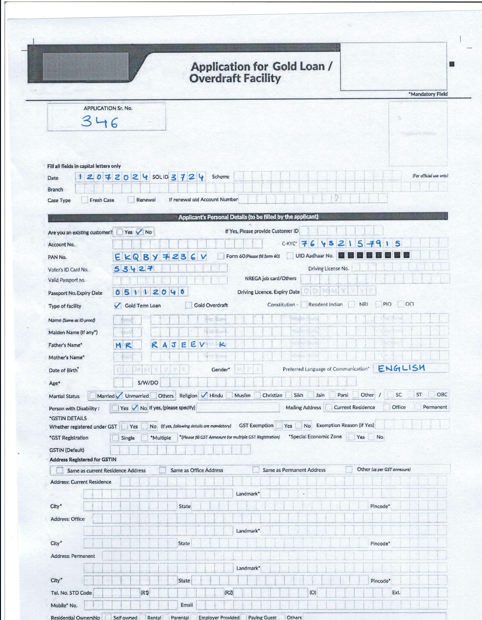 Application for Gold Loan /
Overdraft Facility
*Mandatory Field
APPLICATION Sr. No.
346
Fill all fields in capital letters only
Date 12072024 SOL ID 3724 Scheme (For official use only)
Branch
Case Type Fresh Case Renewal If renewal old Account Number
Applicant's Personal Details (to be filled by the applicant)
Are you an existing customer? Yes No If Yes, Please provide Customer ID
Account No. C-KYC* 76432157915
PAN No. EKQBY7236V Form 60 (Please fill form 60) UID Aadhaar No.
Voter's ID Card No. 53427 Driving License No.
Valid Passport no. NREGA job card/Others
Passport No. Expiry Date 05112040 Driving Licence. Expiry Date
Type of facility Gold Term Loan Gold Overdraft Constitution - Resident Indian NRI PIO OCI
Name (Same as ID proof)
Maiden Name (if any*)
Father's Name* MR RAJEEV K
Mother's Name*
Date of Birth* Gender* Preferred Language of Communication* ENGLISH
Age* S/W/DO
Marital Status Married Unmarried Others Religion Hindu Muslim Christian Sikh Jain Parsi Other / SC ST OBC
Person with Disability: Yes No If yes, (please specify) Mailing Address Current Residence Office Permanent
*GSTIN DETAILS
Whether registered under GST Yes No (If yes, following details are mandatory) GST Exemption Yes No Exemption Reason (If Yes)
*GST Registration Single *Multiple *(Please fill GST Annexure for multiple GST Registration) *Special Economic Zone Yes No
GSTIN (Default)
Address Registered for GSTIN
Same as current Residence Address Same as Office Address Same as Permanent Address Other (as per GST annexure)
Address: Current Residence
Landmark*
City* State Pincode*
Address: Office
Landmark*
City* State Pincode*
Address: Permanent
Landmark*
City* State Pincode*
Tel. No. STD Code (R1) (R2) (O) Ext.
Mobile* No. Email
Residential Ownership Self owned Rental Parental Employer Provided Paying Guest Others